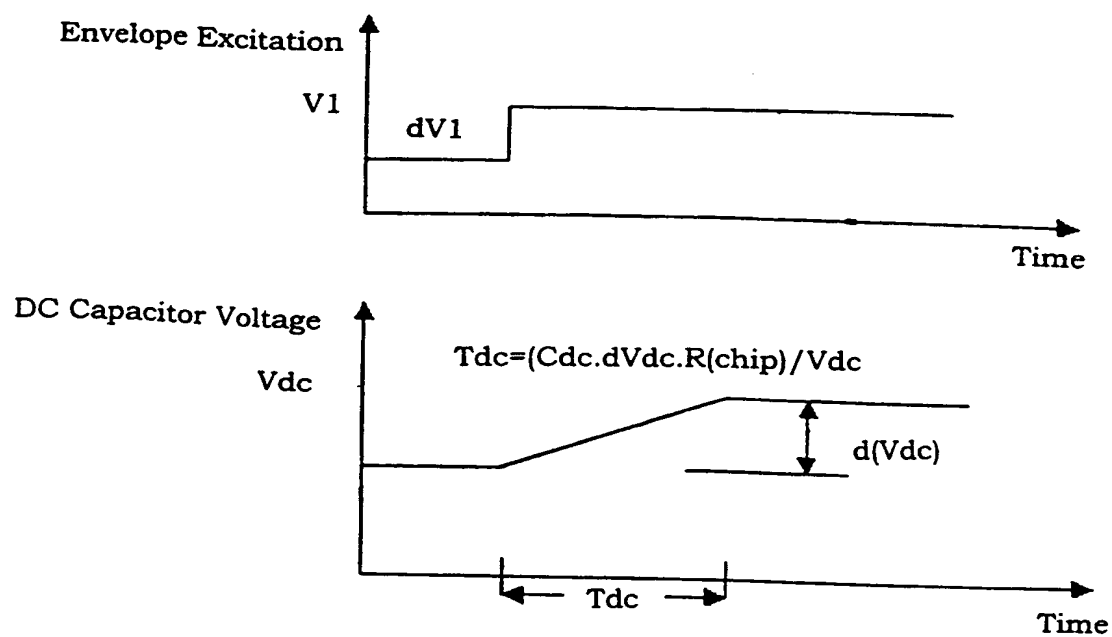 Envelope Excitation
V1
dV1
Time
DC Capacitor Voltage
Vdc
Tdc=(Cdc.dVdc.R(chip)/Vdc
d(Vdc)
Tdc
Time